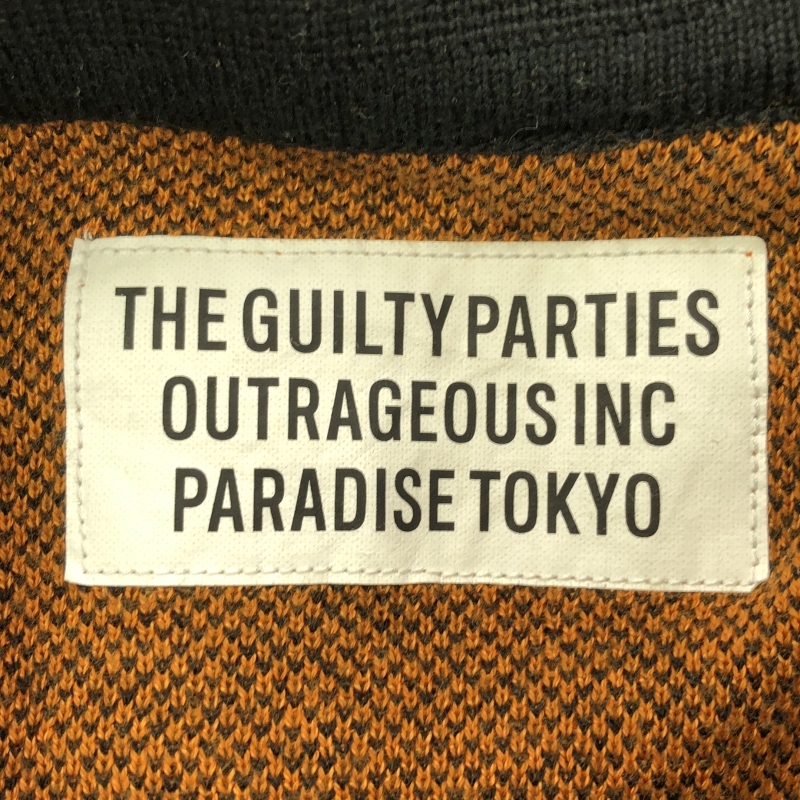 THE GUILTY PARTIES
OUTRAGEOUS INC
PARADISE TOKYO